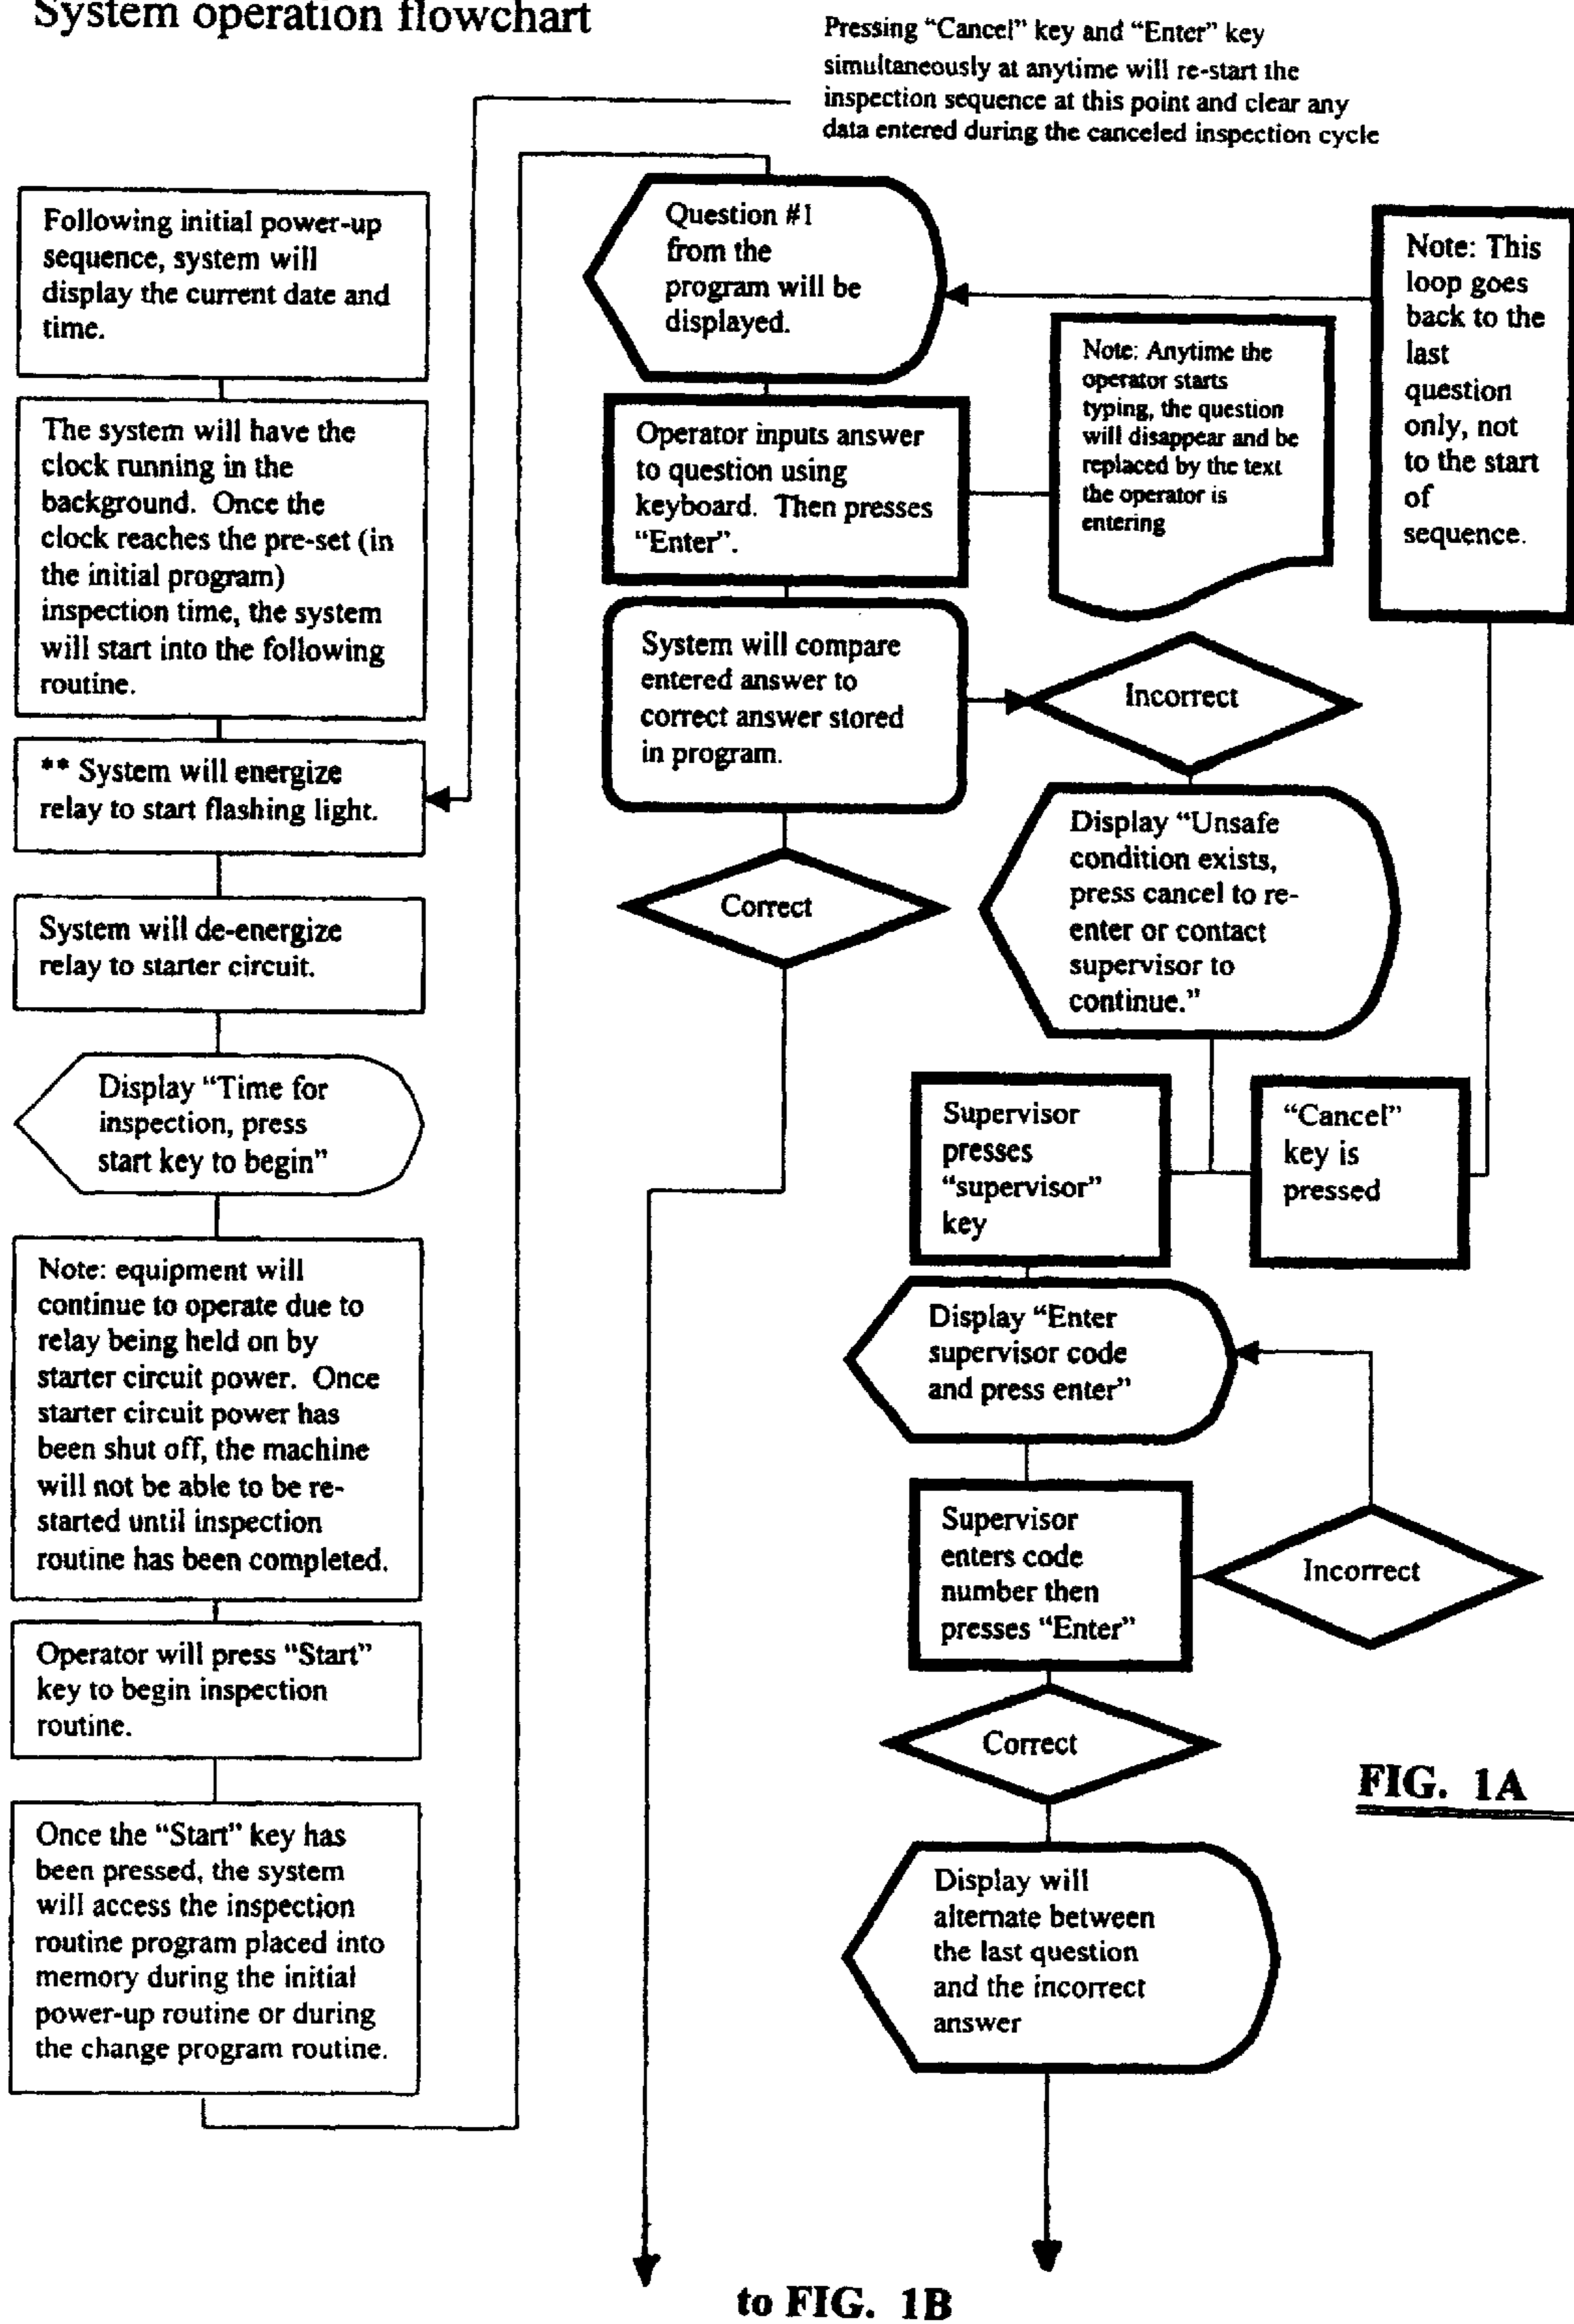 System operation flowchart
Pressing “Cancel” key and “Enter” key
simultaneously at anytime will re-start the
inspection sequence at this point and clear any
data entered during the canceled inspection cycle
Following initial power-up
sequence, system will
display the current date and
time.
The system will have the
clock running in the
background. Once the
clock reaches the pre-set (in
the initial program)
inspection time, the system
will start into the following
routine.
** System will energize
relay to start flashing light.
System will de-energize
relay to starter circuit.
Display “Time for
inspection, press
start key to begin”
Note: equipment will
continue to operate due to
relay being held on by
starter circuit power. Once
starter circuit power has
been shut off, the machine
will not be able to be re-
started until inspection
routine has been completed.
Operator will press “Start”
key to begin inspection
routine.
Once the “Start” key has
been pressed, the system
will access the inspection
routine program placed into
memory during the initial
power-up routine or during
the change program routine.
Question #1
from the
program will be
displayed.
Operator inputs answer
to question using
keyboard. Then presses
“Enter”.
Note: Anytime the
operator starts
typing, the question
will disappear and be
replaced by the text
the operator is
entering
Note: This
loop goes
back to the
last
question
only, not
to the start
of
sequence.
System will compare
entered answer to
correct answer stored
in program.
Incorrect
Correct
Display “Unsafe
condition exists,
press cancel to re-
enter or contact
supervisor to
continue.”
Supervisor
presses
“supervisor”
key
“Cancel”
key is
pressed
Display “Enter
supervisor code
and press enter”
Supervisor
enters code
number then
presses “Enter”
Incorrect
Correct
Display will
alternate between
the last question
and the incorrect
answer
FIG. 1A
to FIG. 1B